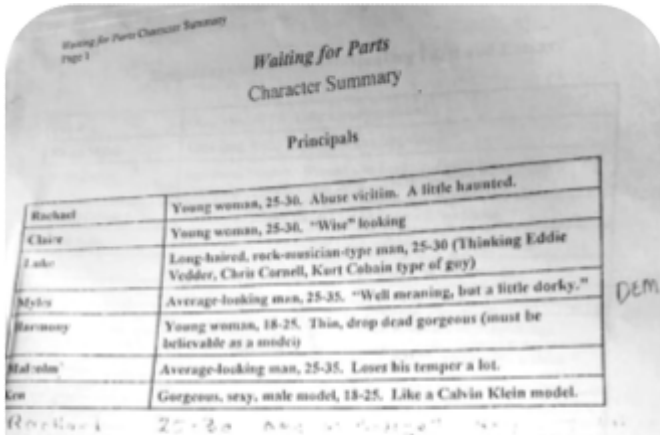 Waiting for Parts Character Summary
Page 1
Waiting for Parts
Character Summary
Principals
Rachael Young woman, 25-30. Abuse vicitim. A little haunted.
Claire Young woman, 25-30. "Wise" looking
Luke Long-haired, rock-musician-type man, 25-30 (Thinking Eddie
Vedder, Chris Cornell, Kurt Cobain type of guy)
Myles Average-looking man, 25-35. "Well meaning, but a little dorky."
DEM
Harmony Young woman, 18-25. Thin, drop dead gorgeous (must be
believable as a model)
Malcolm Average-looking man, 25-35. Loses his temper a lot.
Ken Gorgeous, sexy, male model, 18-25. Like a Calvin Klein model.
Rachael 25-30